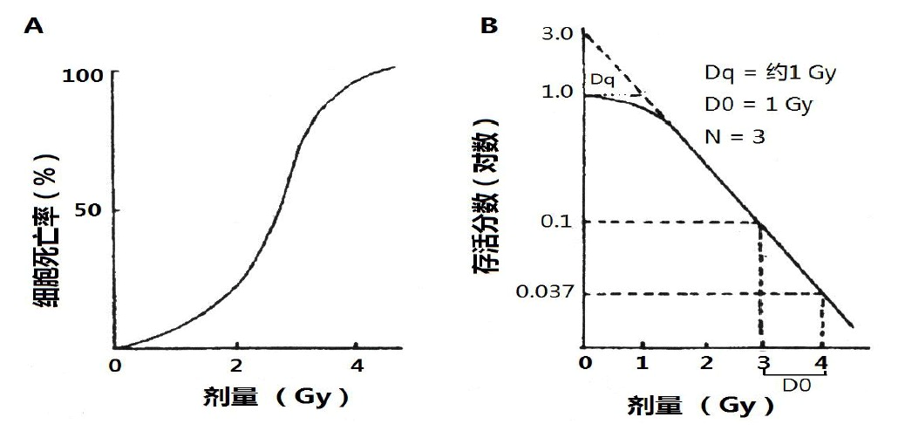 A
100
50
细胞死亡率(%)
0
2
4
剂量 (Gy)
B
3.0
1.0
0.1
0.037
存活分数(对数)
Dq
Dq = 约1 Gy
D0 = 1 Gy
N = 3
0
1
2
3
4
D0
剂量 (Gy)